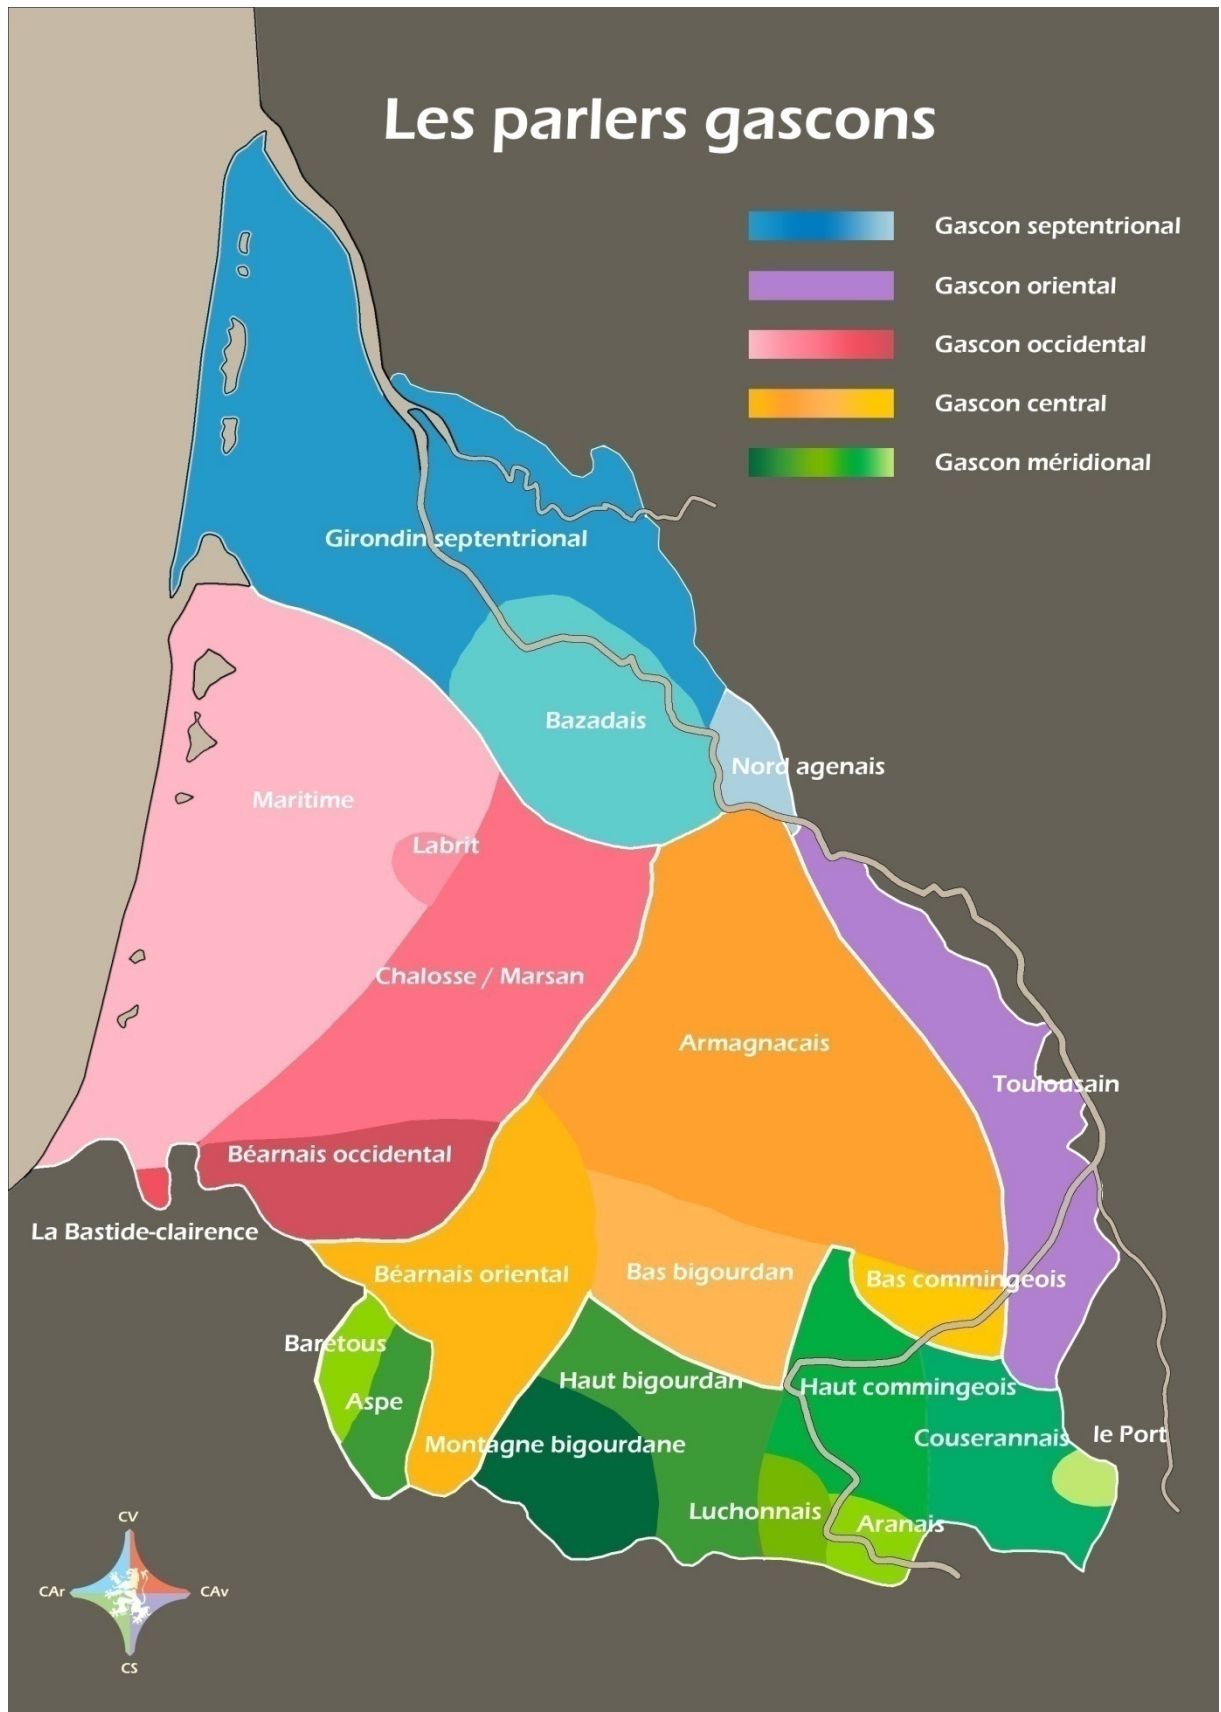 Les parlers gascons
Gascon septentrional
Gascon oriental
Gascon occidental
Gascon central
Gascon méridional
Girondin septentrional
Bazadais
Nord agenais
Maritime
Labrit
Chalosse / Marsan
Armagnacais
Toulousain
Béarnais occidental
La Bastide-clairence
Béarnais oriental
Bas bigourdan
Bas commingeois
Barétous
Aspe
Haut bigourdan
Haut commingeois
Montagne bigourdane
Couserannais
le Port
Luchonnais
Aranais
CV
CAr
CAv
CS